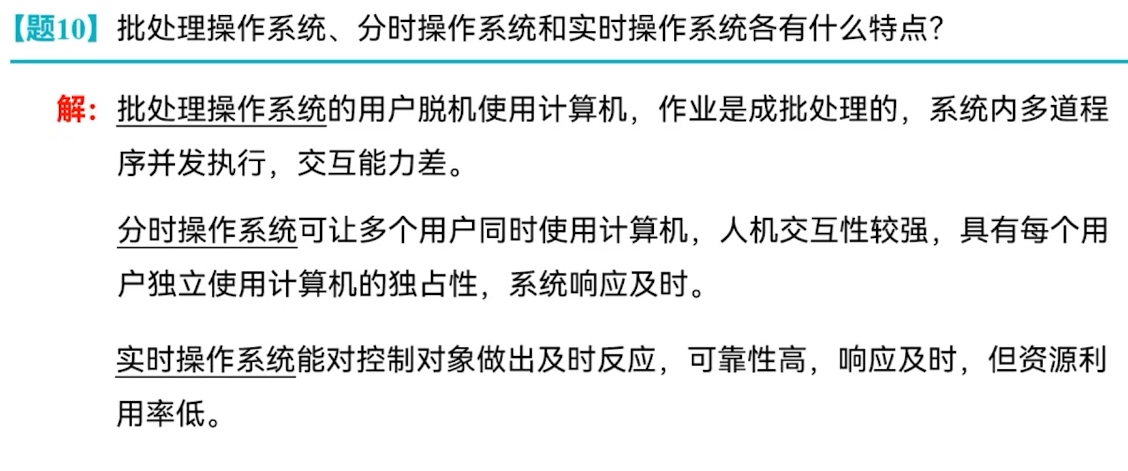 【题10】批处理操作系统、分时操作系统和实时操作系统各有什么特点？
解：批处理操作系统的用户脱机使用计算机，作业是成批处理的，系统内多道程
序并发执行，交互能力差。
分时操作系统可让多个用户同时使用计算机，人机交互性较强，具有每个用
户独立使用计算机的独占性，系统响应及时。
实时操作系统能对控制对象做出及时反应，可靠性高，响应及时，但资源利
用率低。